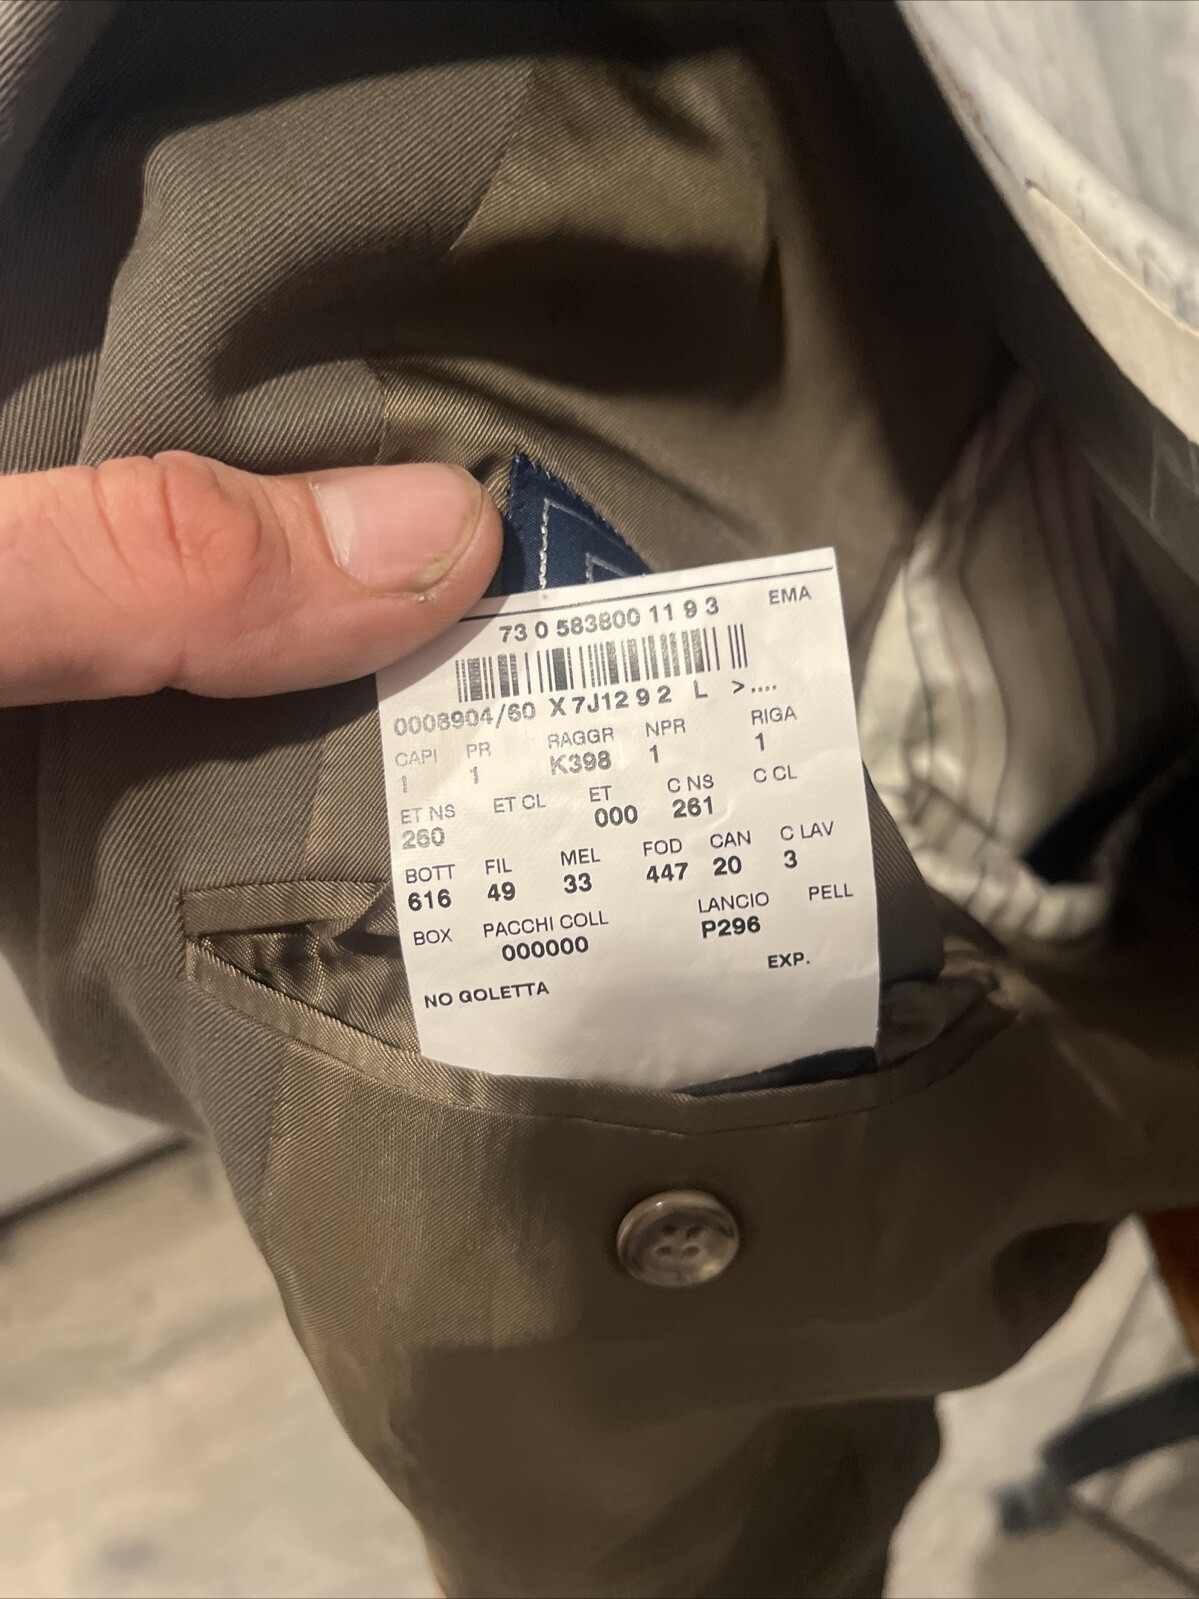 EMA
73 0 583800 11 9 3
0008904/60 X 7J12 9 2 L >....
CAPI PR RAGGR NPR RIGA
1 1 K398 1 1
ET NS ET CL ET C NS C CL
260 000 261
BOTT FIL MEL FOD CAN C LAV
616 49 33 447 20 3
BOX PACCHI COLL LANCIO PELL
000000 P296
EXP.
NO GOLETTA